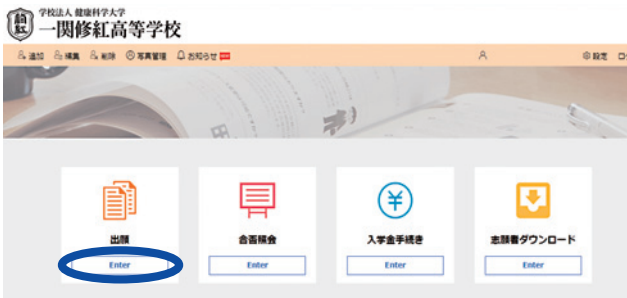 学校法人 健康科学大学
一関修紅高等学校
追加 編集 削除 写真管理 お知らせ
設定 ロ
出願 合否照会 入学金手続き 志願者ダウンロード
Enter Enter Enter Enter